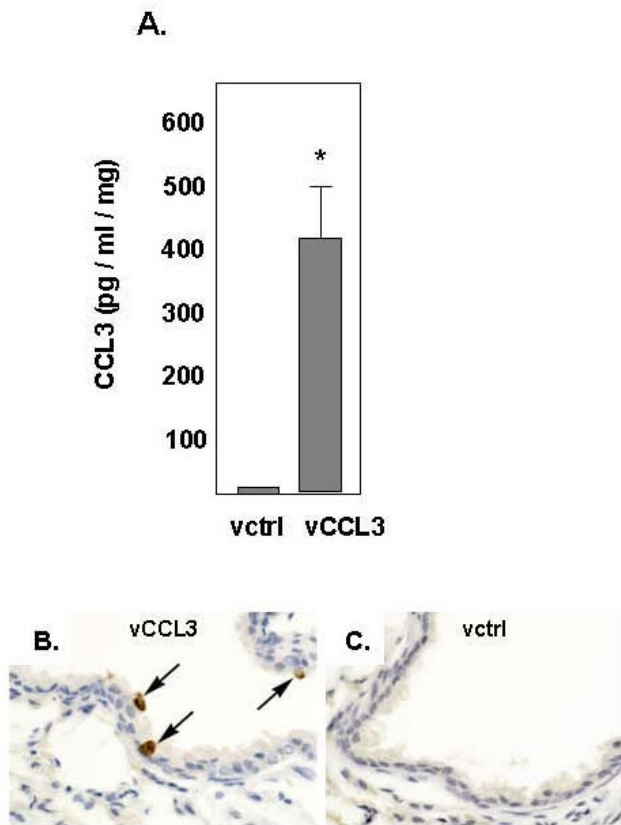 A.
600
500
400
300
200
100
CCL3 (pg / ml / mg)
*
vctrl vCCL3
B. vCCL3
C. vctrl